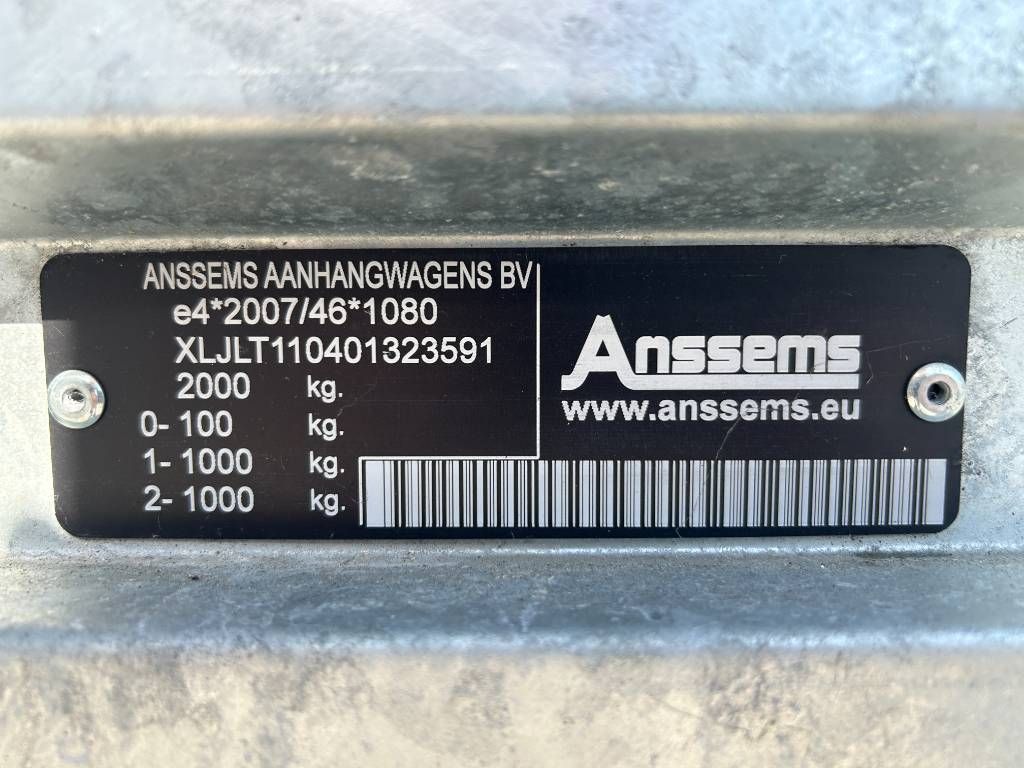 ANSSEMS AANHANGWAGENS BV
e4*2007/46*1080
XLJLT110401323591
2000 kg.
0- 100 kg.
1- 1000 kg.
2- 1000 kg.
Anssems
www.anssems.eu